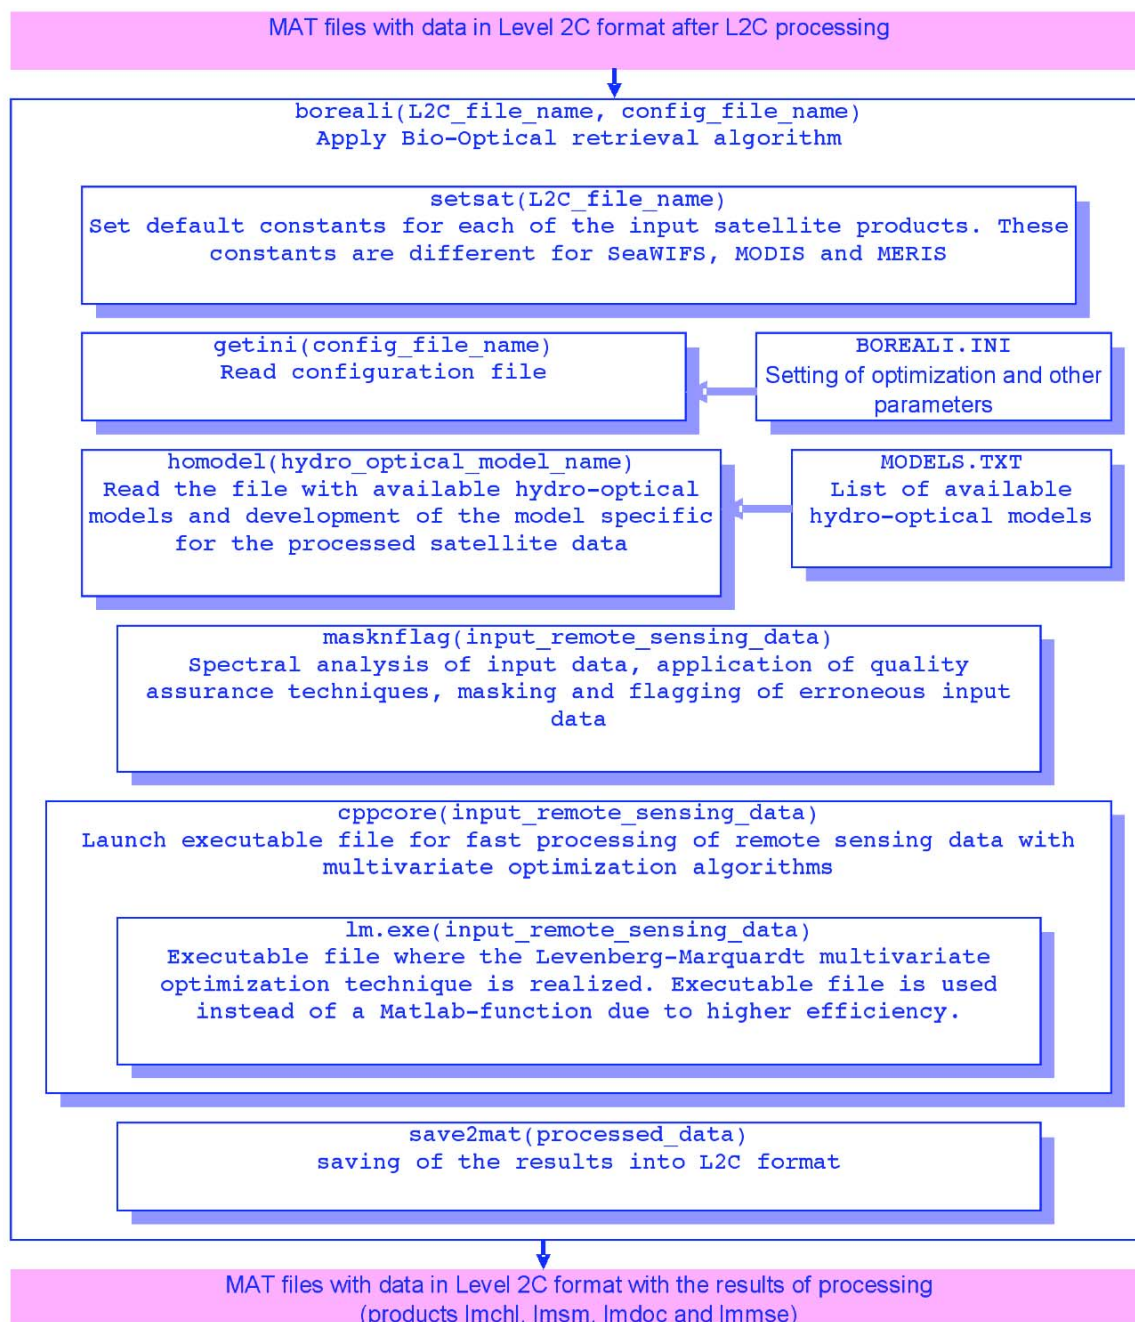 MAT files with data in Level 2C format after L2C processing
boreali(L2C_file_name, config_file_name)
Apply Bio-Optical retrieval algorithm
setsat(L2C_file_name)
Set default constants for each of the input satellite products. These
constants are different for SeaWIFS, MODIS and MERIS
getini(config_file_name)
Read configuration file
BOREALI.INI
Setting of optimization and other
parameters
homodel(hydro_optical_model_name)
Read the file with available hydro-optical
models and development of the model specific
for the processed satellite data
MODELS.TXT
List of available
hydro-optical models
masknflag(input_remote_sensing_data)
Spectral analysis of input data, application of quality
assurance techniques, masking and flagging of erroneous input
data
cppcore(input_remote_sensing_data)
Launch executable file for fast processing of remote sensing data with
multivariate optimization algorithms
lm.exe(input_remote_sensing_data)
Executable file where the Levenberg-Marquardt multivariate
optimization technique is realized. Executable file is used
instead of a Matlab-function due to higher efficiency.
save2mat(processed_data)
saving of the results into L2C format
MAT files with data in Level 2C format with the results of processing
(products lmchl, lmsm, lmdoc and lmmse)